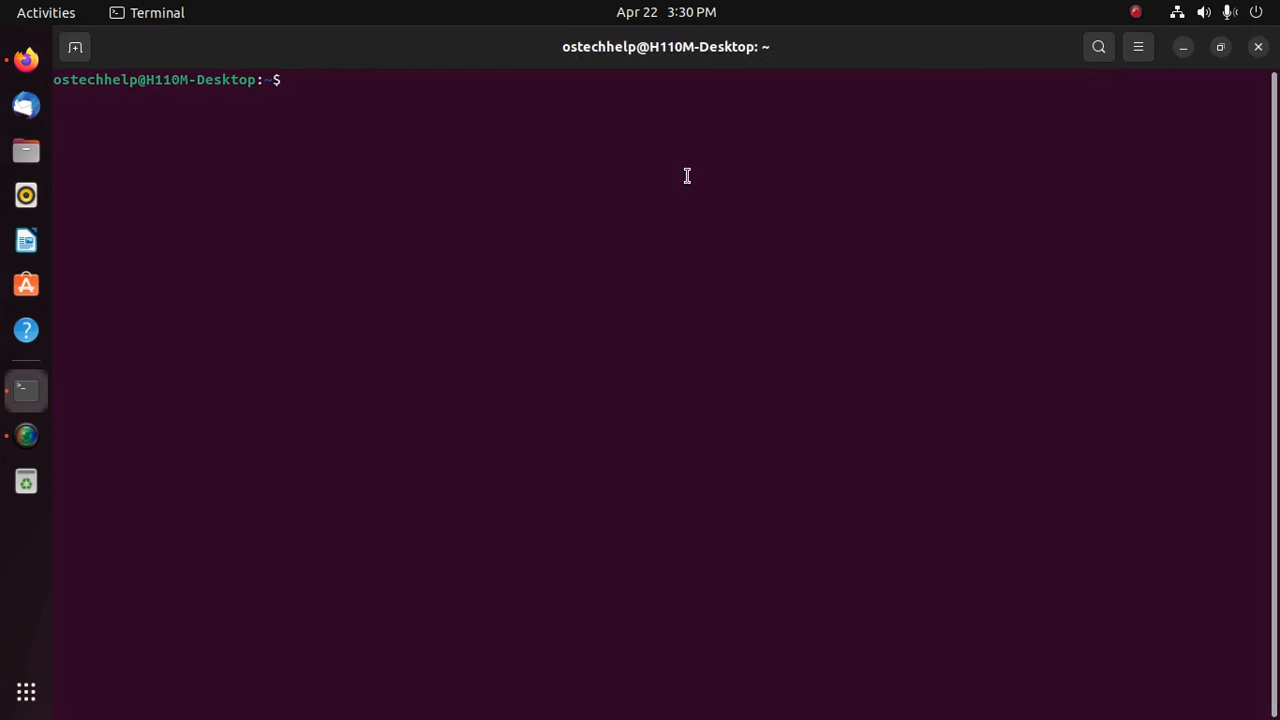 Activities Terminal Apr 22 3:30 PM
ostechhelp@H110M-Desktop: ~
ostechhelp@H110M-Desktop:~$